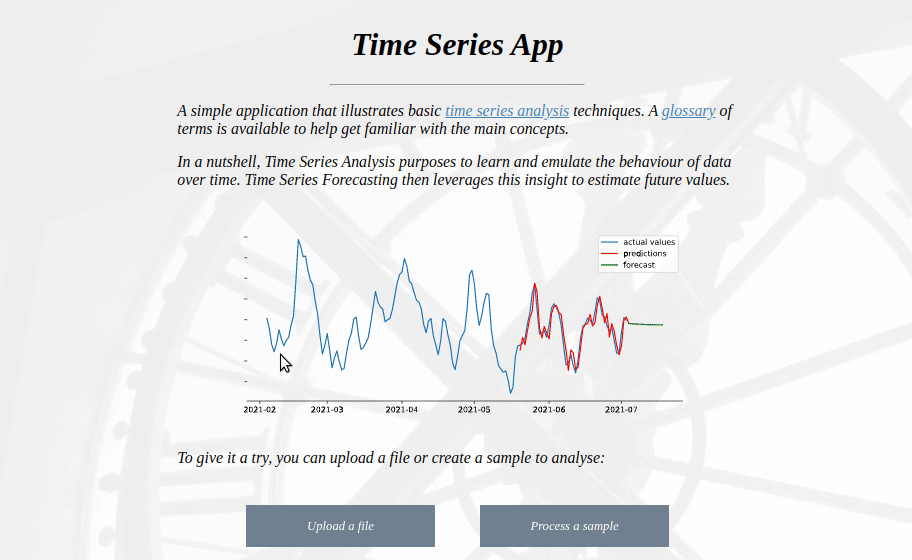 Time Series App
A simple application that illustrates basic time series analysis techniques. A glossary of
terms is available to help get familiar with the main concepts.
In a nutshell, Time Series Analysis purposes to learn and emulate the behaviour of data
over time. Time Series Forecasting then leverages this insight to estimate future values.
actual values
predictions
forecast
2021-02 2021-03 2021-04 2021-05 2021-06 2021-07
To give it a try, you can upload a file or create a sample to analyse:
Upload a file
Process a sample